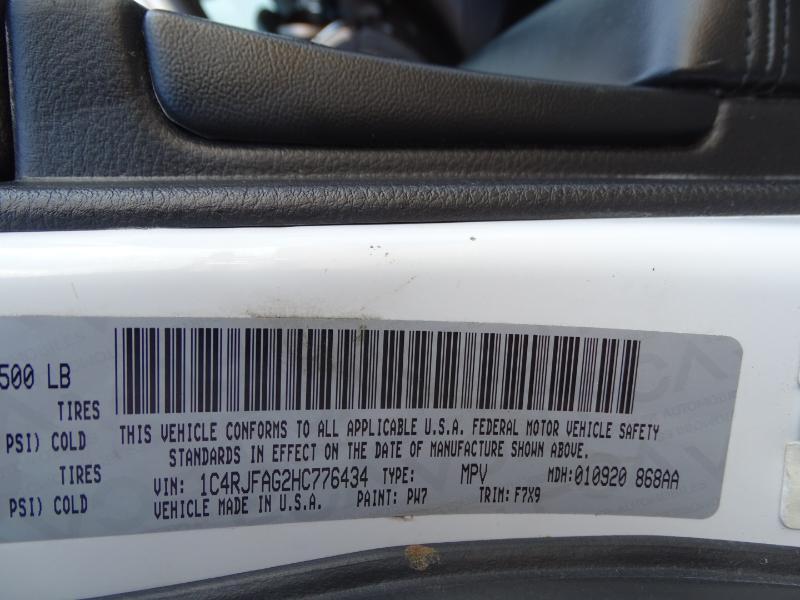 500 LB
TIRES
PSI) COLD
TIRES
PSI) COLD
THIS VEHICLE CONFORMS TO ALL APPLICABLE U.S.A. FEDERAL MOTOR VEHICLE SAFETY
STANDARDS IN EFFECT ON THE DATE OF MANUFACTURE SHOWN ABOVE.
VIN: 1C4RJFAG2HC776434 TYPE: MPV MDH:010920 868AA
VEHICLE MADE IN U.S.A. PAINT: PW7 TRIM: F7X9